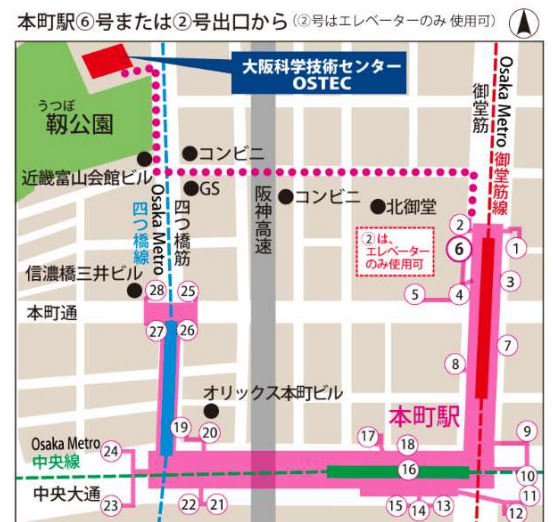 本町駅⑥号または②号出口から(②号はエレベーターのみ 使用可)
大阪科学技術センター
OSTEC
うつぼ
靱公園
Osaka Metro
御堂筋線
御堂筋
コンビニ
近畿富山会館ビル
GS
コンビニ
北御堂
Osaka Metro
四つ橋線
四つ橋筋
阪神高速
2
6
1
②は、
エレベーター
のみ使用可
信濃橋三井ビル
28
25
5
4
3
本町通
27
26
7
8
オリックス本町ビル
本町駅
19
20
17
18
9
Osaka Metro
中央線
24
16
10
中央大通
23
22
21
15
14
13
11
12